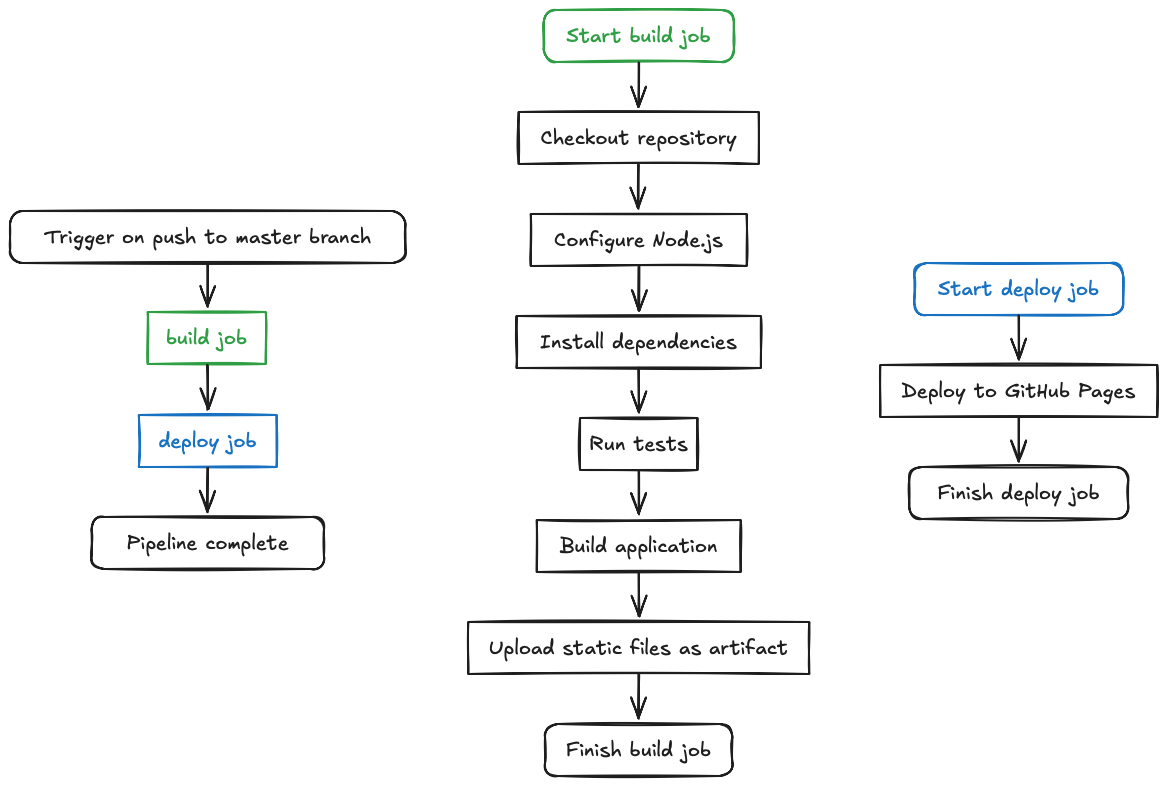 Trigger on push to master branch
build job
deploy job
Pipeline complete
Start build job
Checkout repository
Configure Node.js
Install dependencies
Run tests
Build application
Upload static files as artifact
Finish build job
Start deploy job
Deploy to GitHub Pages
Finish deploy job